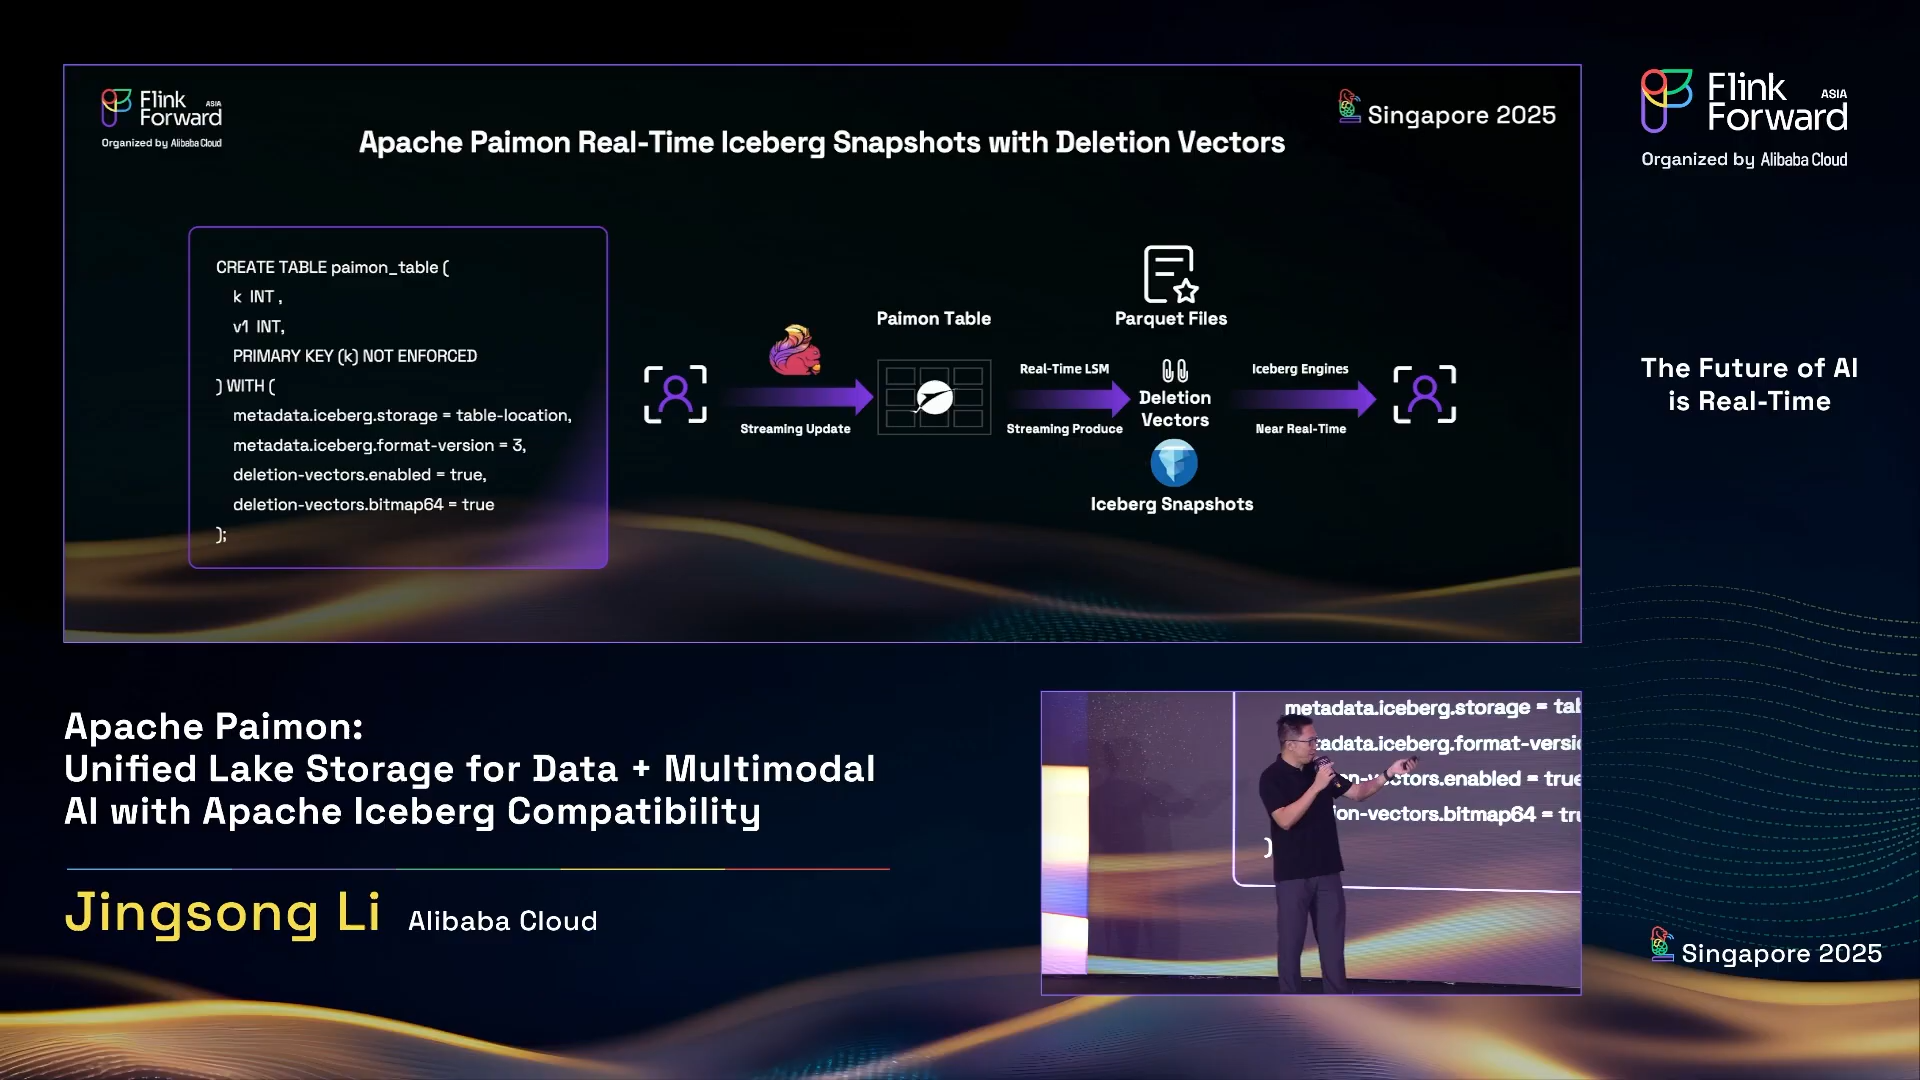 Flink
Forward
ASIA
Organized by Alibaba Cloud
Singapore 2025
Apache Paimon Real-Time Iceberg Snapshots with Deletion Vectors
CREATE TABLE paimon_table (
k INT ,
v1 INT,
PRIMARY KEY (k) NOT ENFORCED
) WITH (
metadata.iceberg.storage = table-location,
metadata.iceberg.format-version = 3,
deletion-vectors.enabled = true,
deletion-vectors.bitmap64 = true
);
Streaming Update
Paimon Table
Real-Time LSM
Streaming Produce
Parquet Files
Deletion
Vectors
Iceberg Snapshots
Iceberg Engines
Near Real-Time
Flink
Forward
ASIA
Organized by Alibaba Cloud
The Future of AI
is Real-Time
Apache Paimon:
Unified Lake Storage for Data + Multimodal
AI with Apache Iceberg Compatibility
Jingsong Li Alibaba Cloud
metadata.iceberg.storage = tab
tadata.iceberg.format-versio
on-vectors.enabled = true
ion-vectors.bitmap64 = tru
)
Singapore 2025